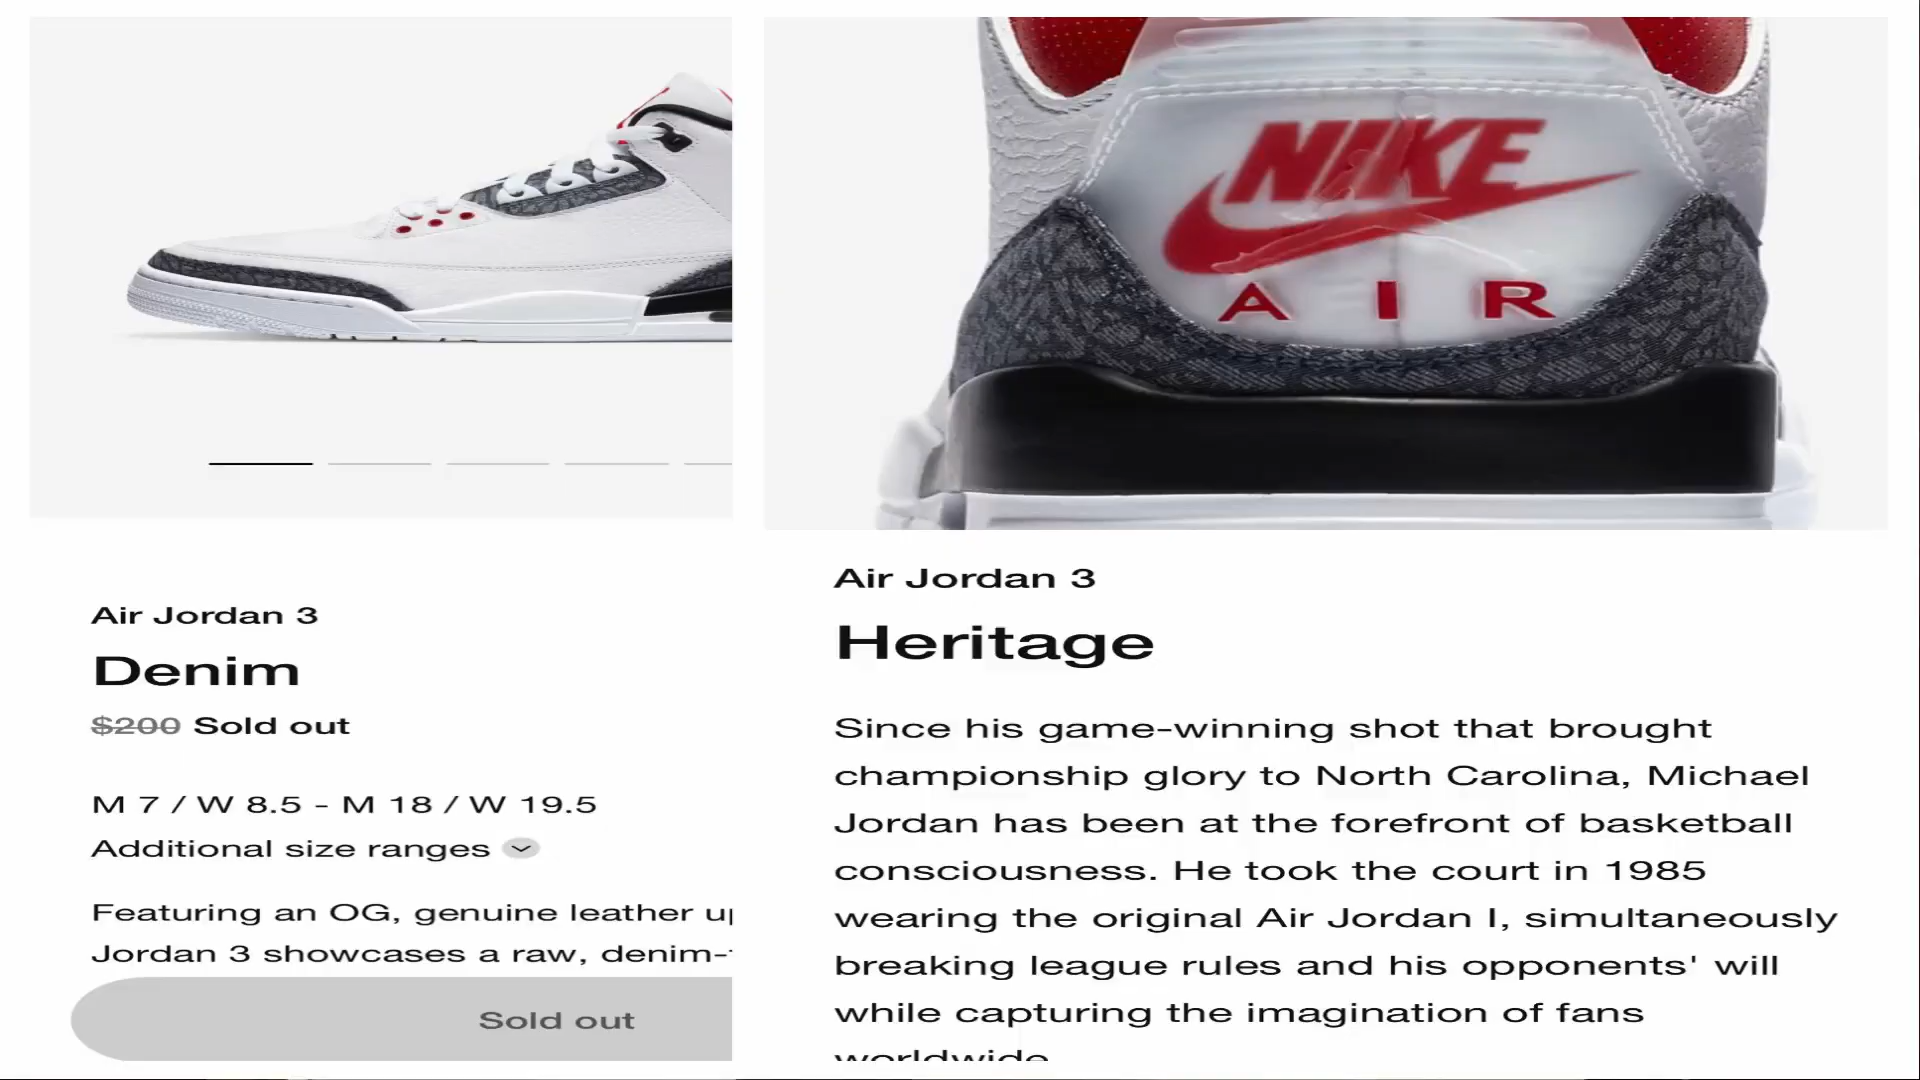 Air Jordan 3
Denim
$200 Sold out
M 7 / W 8.5 - M 18 / W 19.5
Additional size ranges
Featuring an OG, genuine leather
Jordan 3 showcases a raw, denim-
Sold out
NIKE
AIR
Air Jordan 3
Heritage
Since his game-winning shot that brought
championship glory to North Carolina, Michael
Jordan has been at the forefront of basketball
consciousness. He took the court in 1985
wearing the original Air Jordan I, simultaneously
breaking league rules and his opponents' will
while capturing the imagination of fans
worldwide.